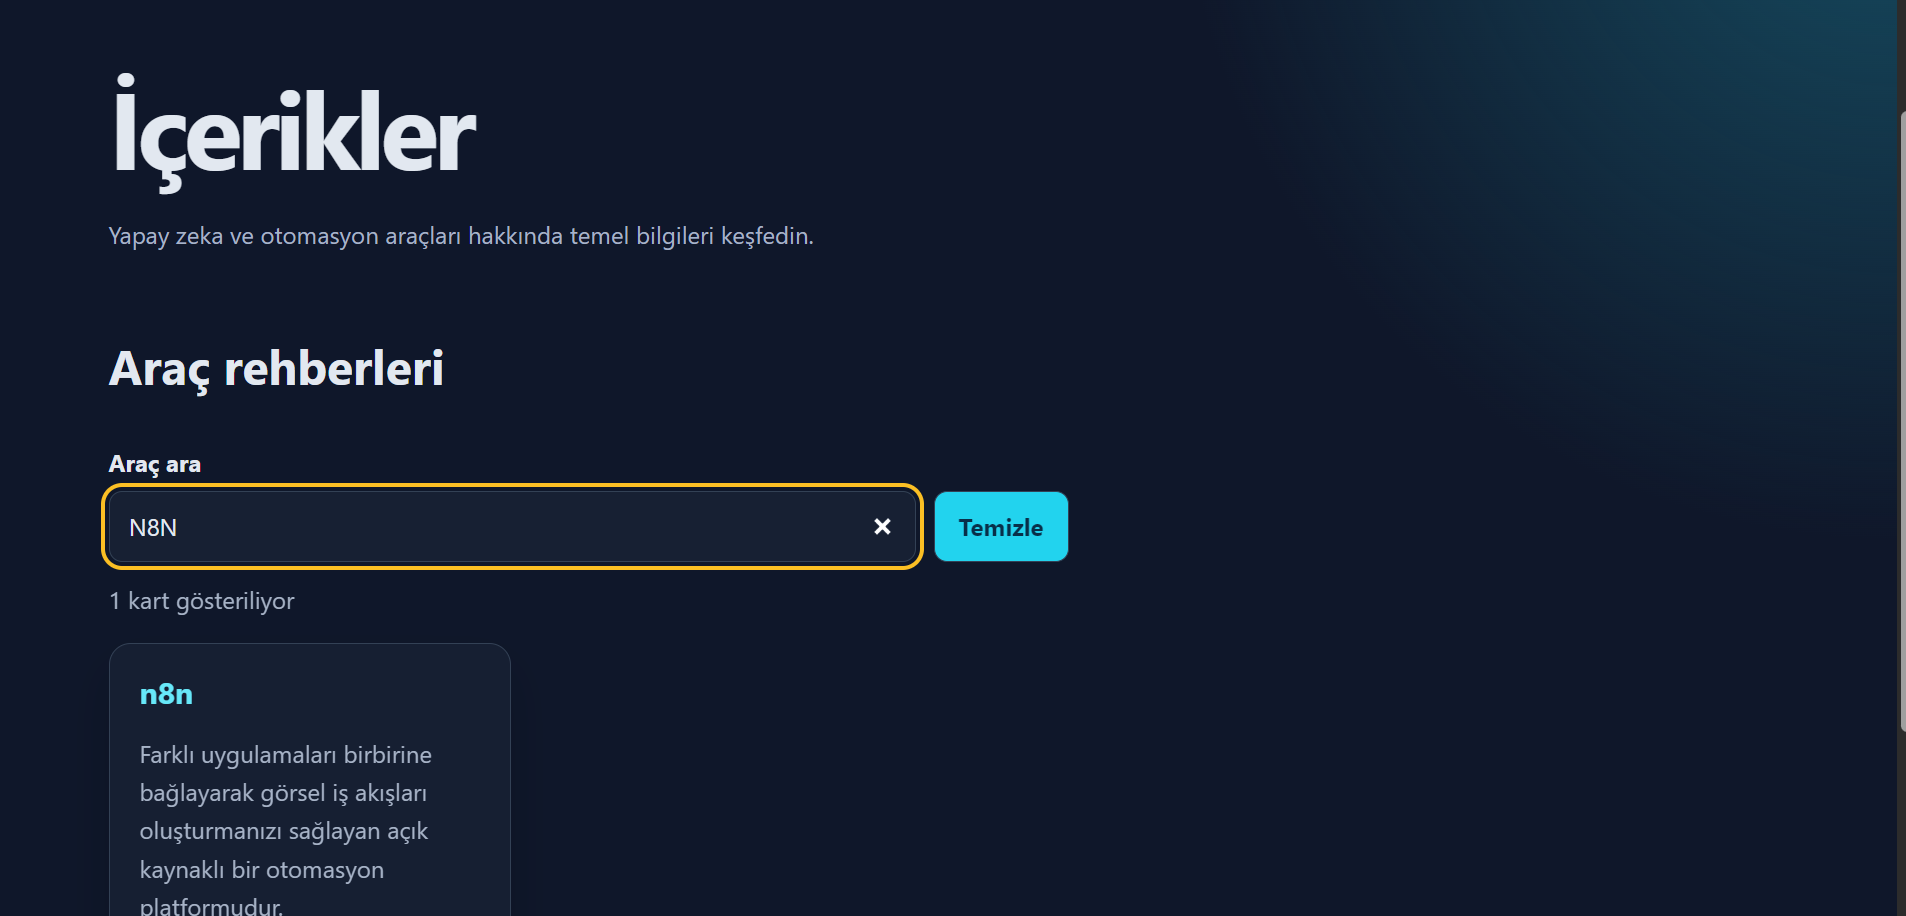 İçerikler
Yapay zeka ve otomasyon araçları hakkında temel bilgileri keşfedin.
Araç rehberleri
Araç ara
N8N
Temizle
1 kart gösteriliyor
n8n
Farklı uygulamaları birbirine
bağlayarak görsel iş akışları
oluşturmanızı sağlayan açık
kaynaklı bir otomasyon
platformudur.